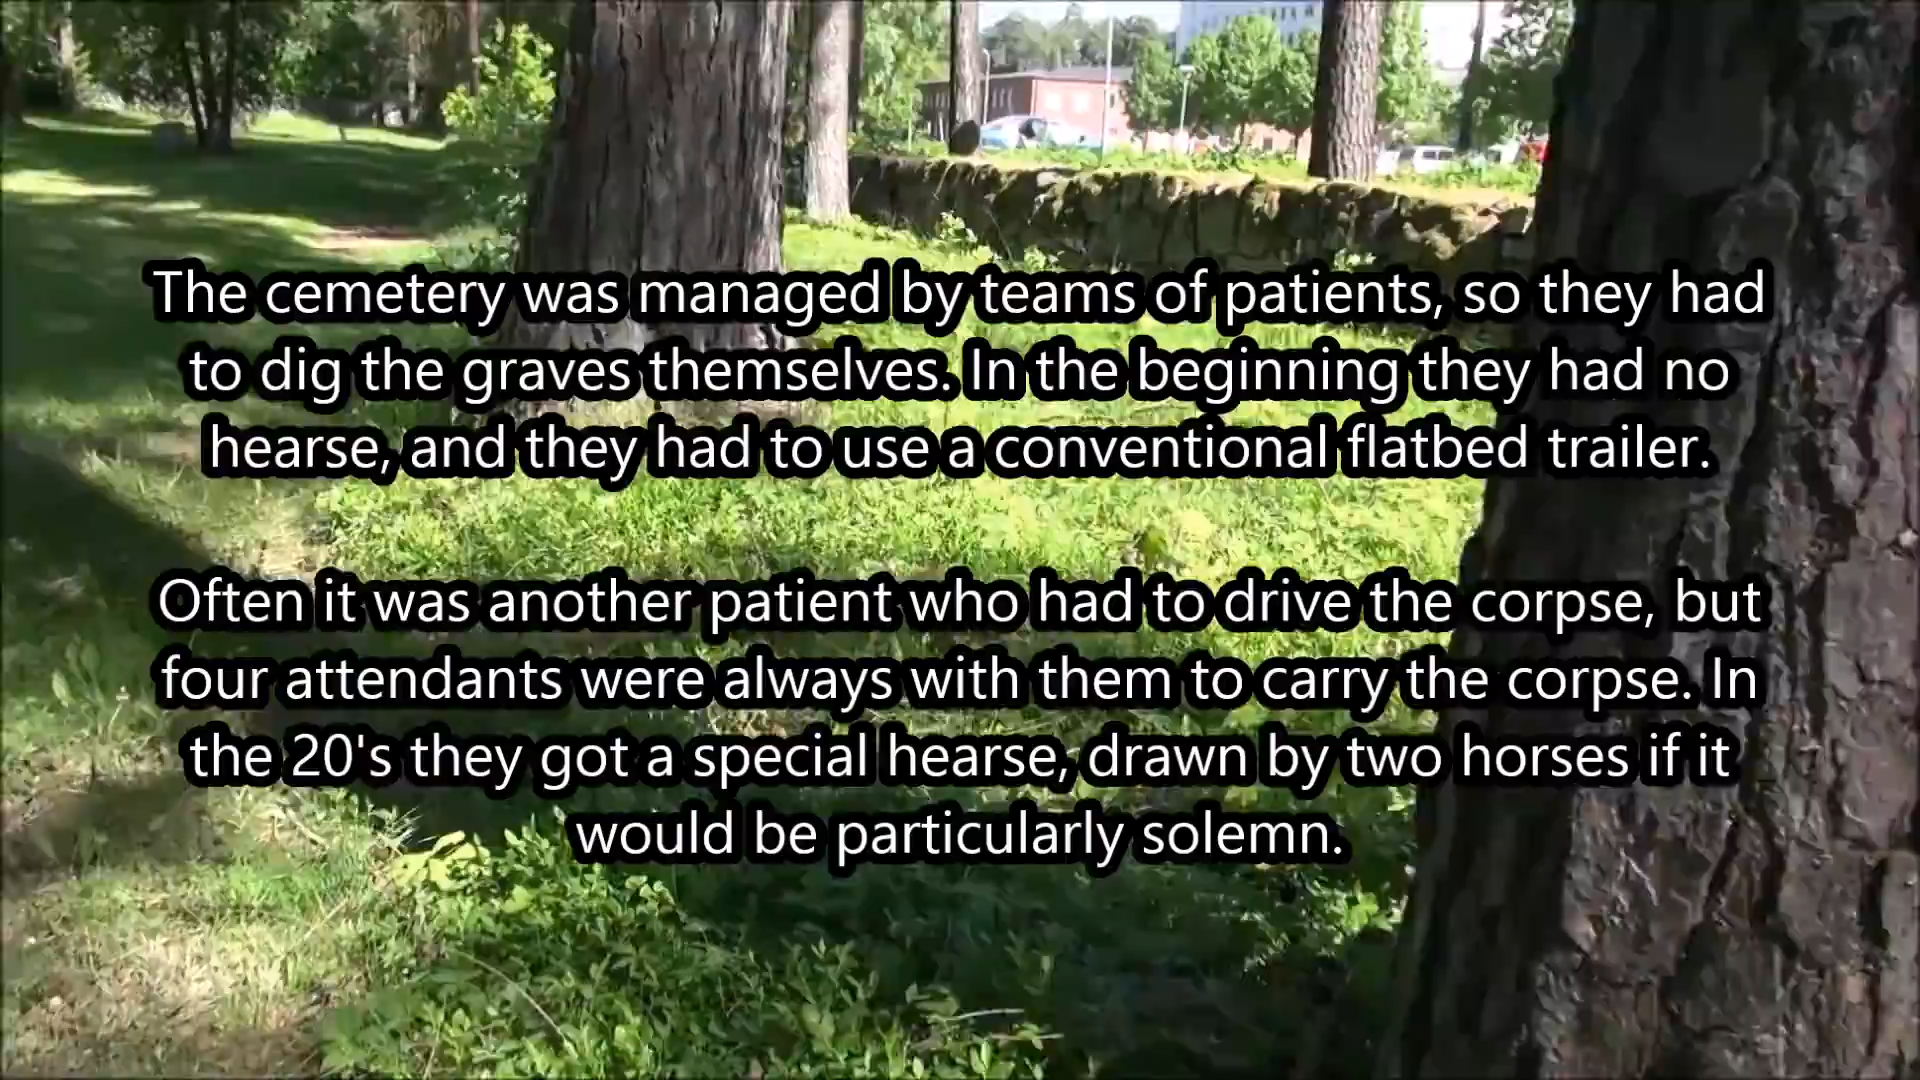 The cemetery was managed by teams of patients, so they had
to dig the graves themselves. In the beginning they had no
hearse, and they had to use a conventional flatbed trailer.
Often it was another patient who had to drive the corpse, but
four attendants were always with them to carry the corpse. In
the 20's they got a special hearse, drawn by two horses if it
would be particularly solemn.